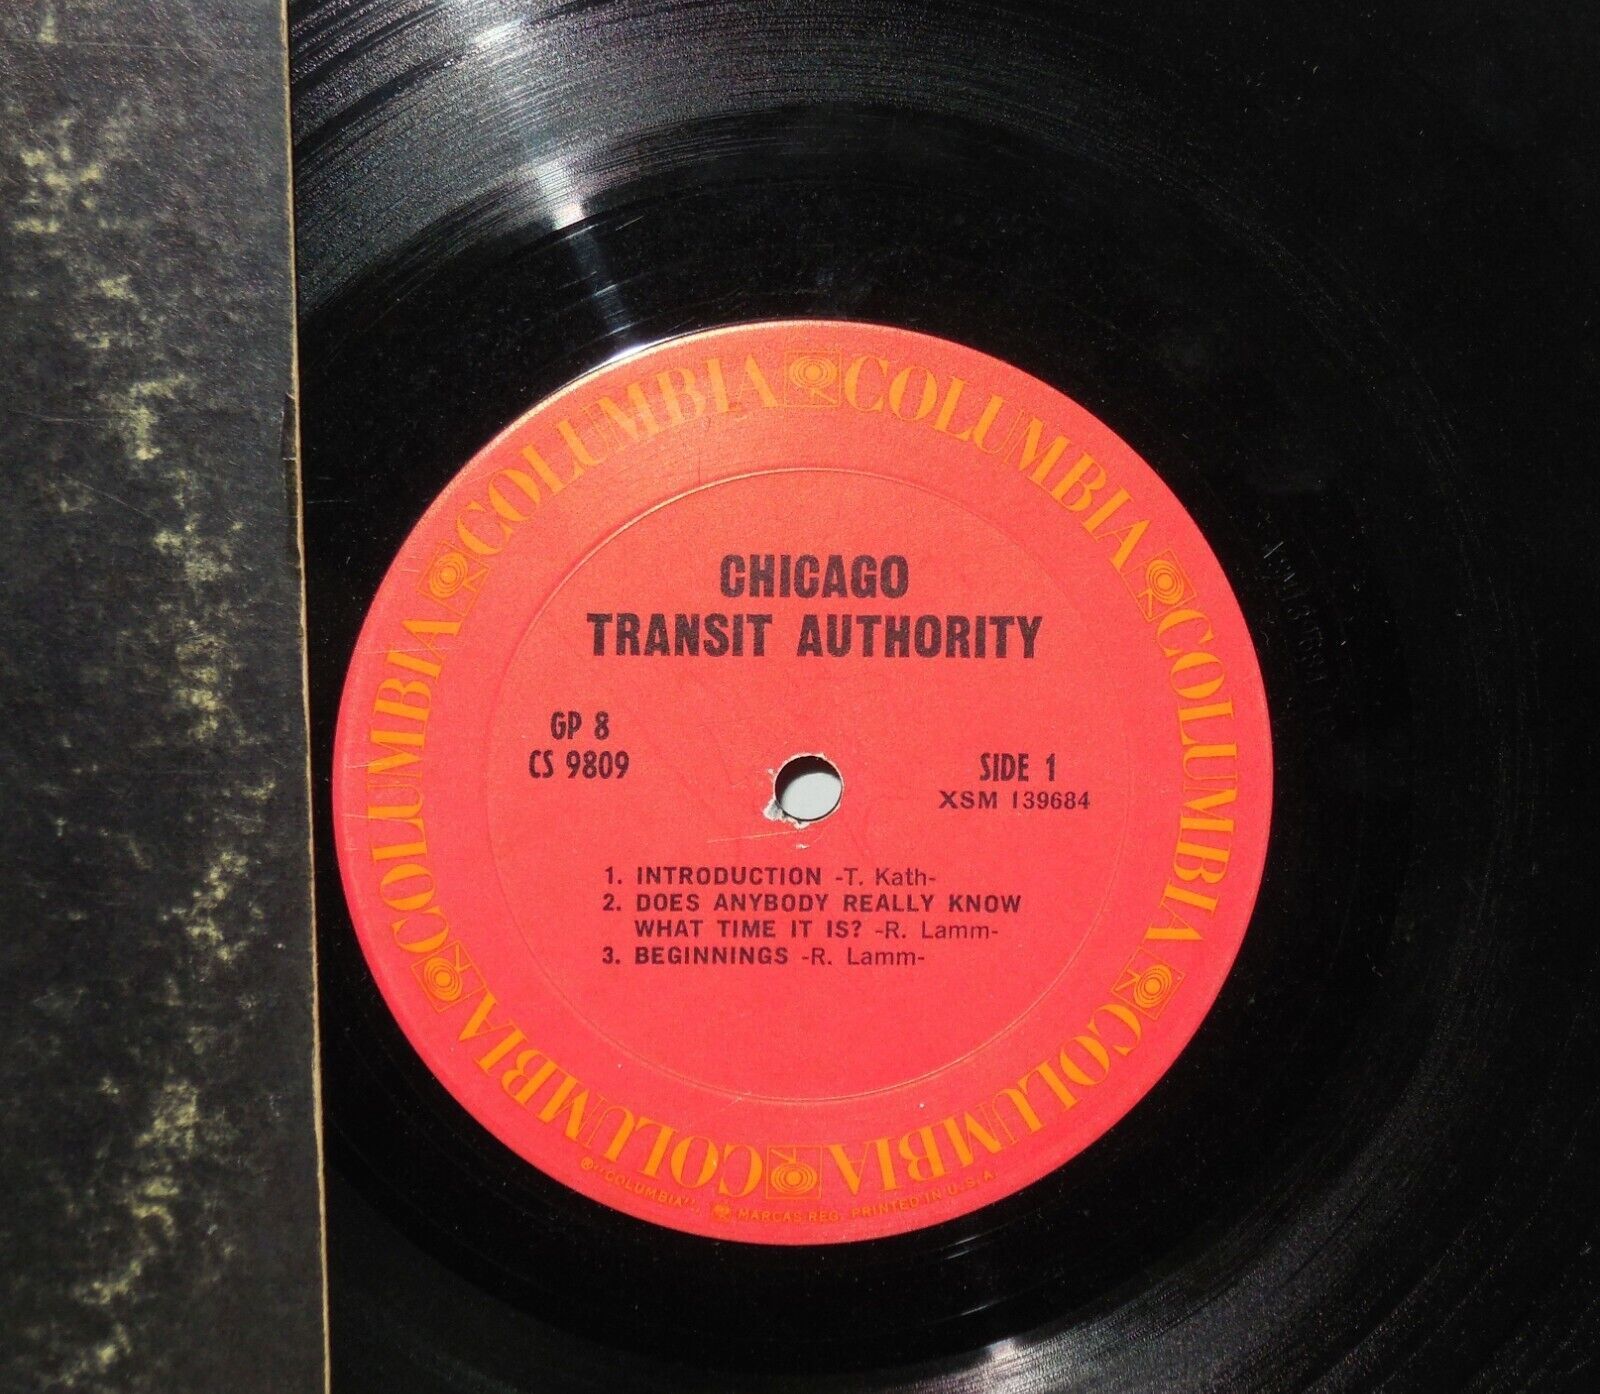 COLUMBIA COLUMBIA COLUMBIA COLUMBIA COLUMBIA COLUMBIA
CHICAGO
TRANSIT AUTHORITY
GP 8
CS 9809
SIDE 1
XSM 139684
1. INTRODUCTION -T. Kath-
2. DOES ANYBODY REALLY KNOW
WHAT TIME IT IS? -R. Lamm-
3. BEGINNINGS -R. Lamm-
®"COLUMBIA", MARCAS REG. PRINTED IN U.S.A.